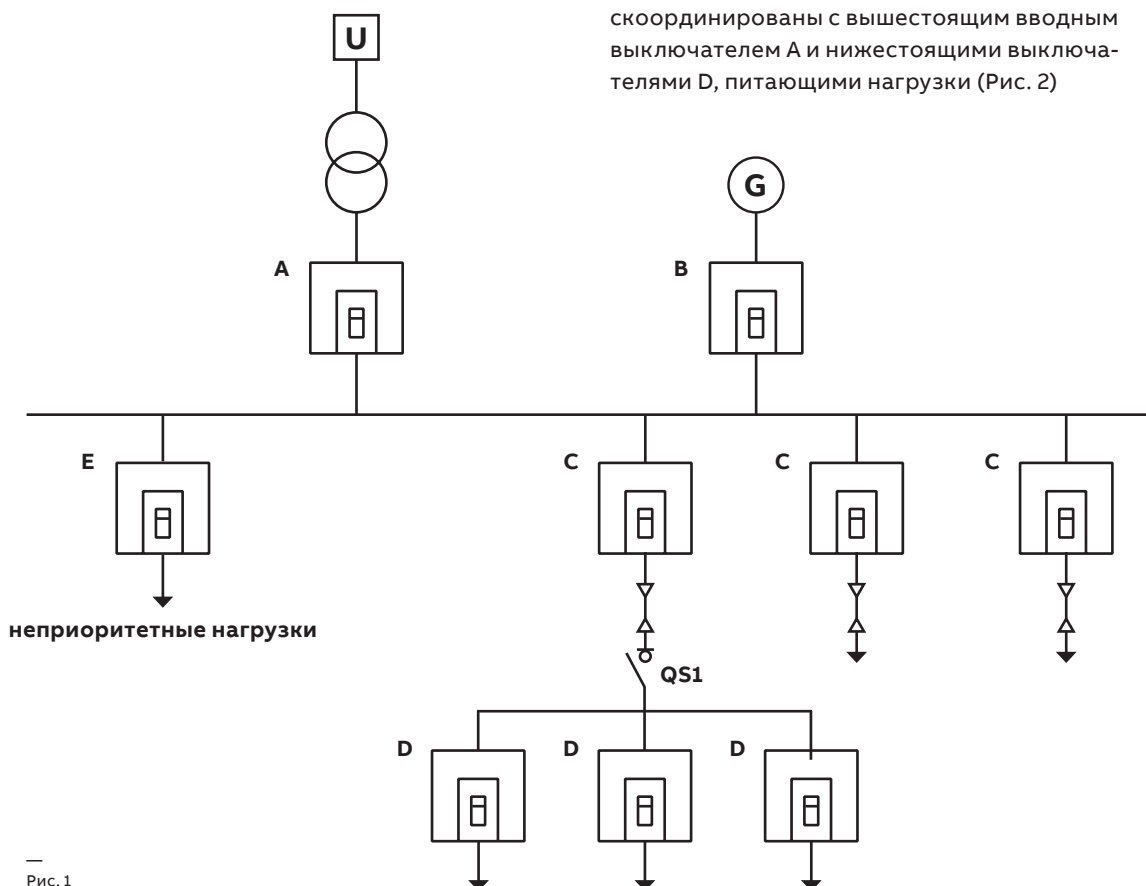 скоординированы с вышестоящим вводным
выключателем А и нижестоящими выключа-
телями D, питающими нагрузки (Рис. 2)
U
G
A
B
E
C
C
C
неприоритетные нагрузки
QS1
D
D
D
—
Рис. 1